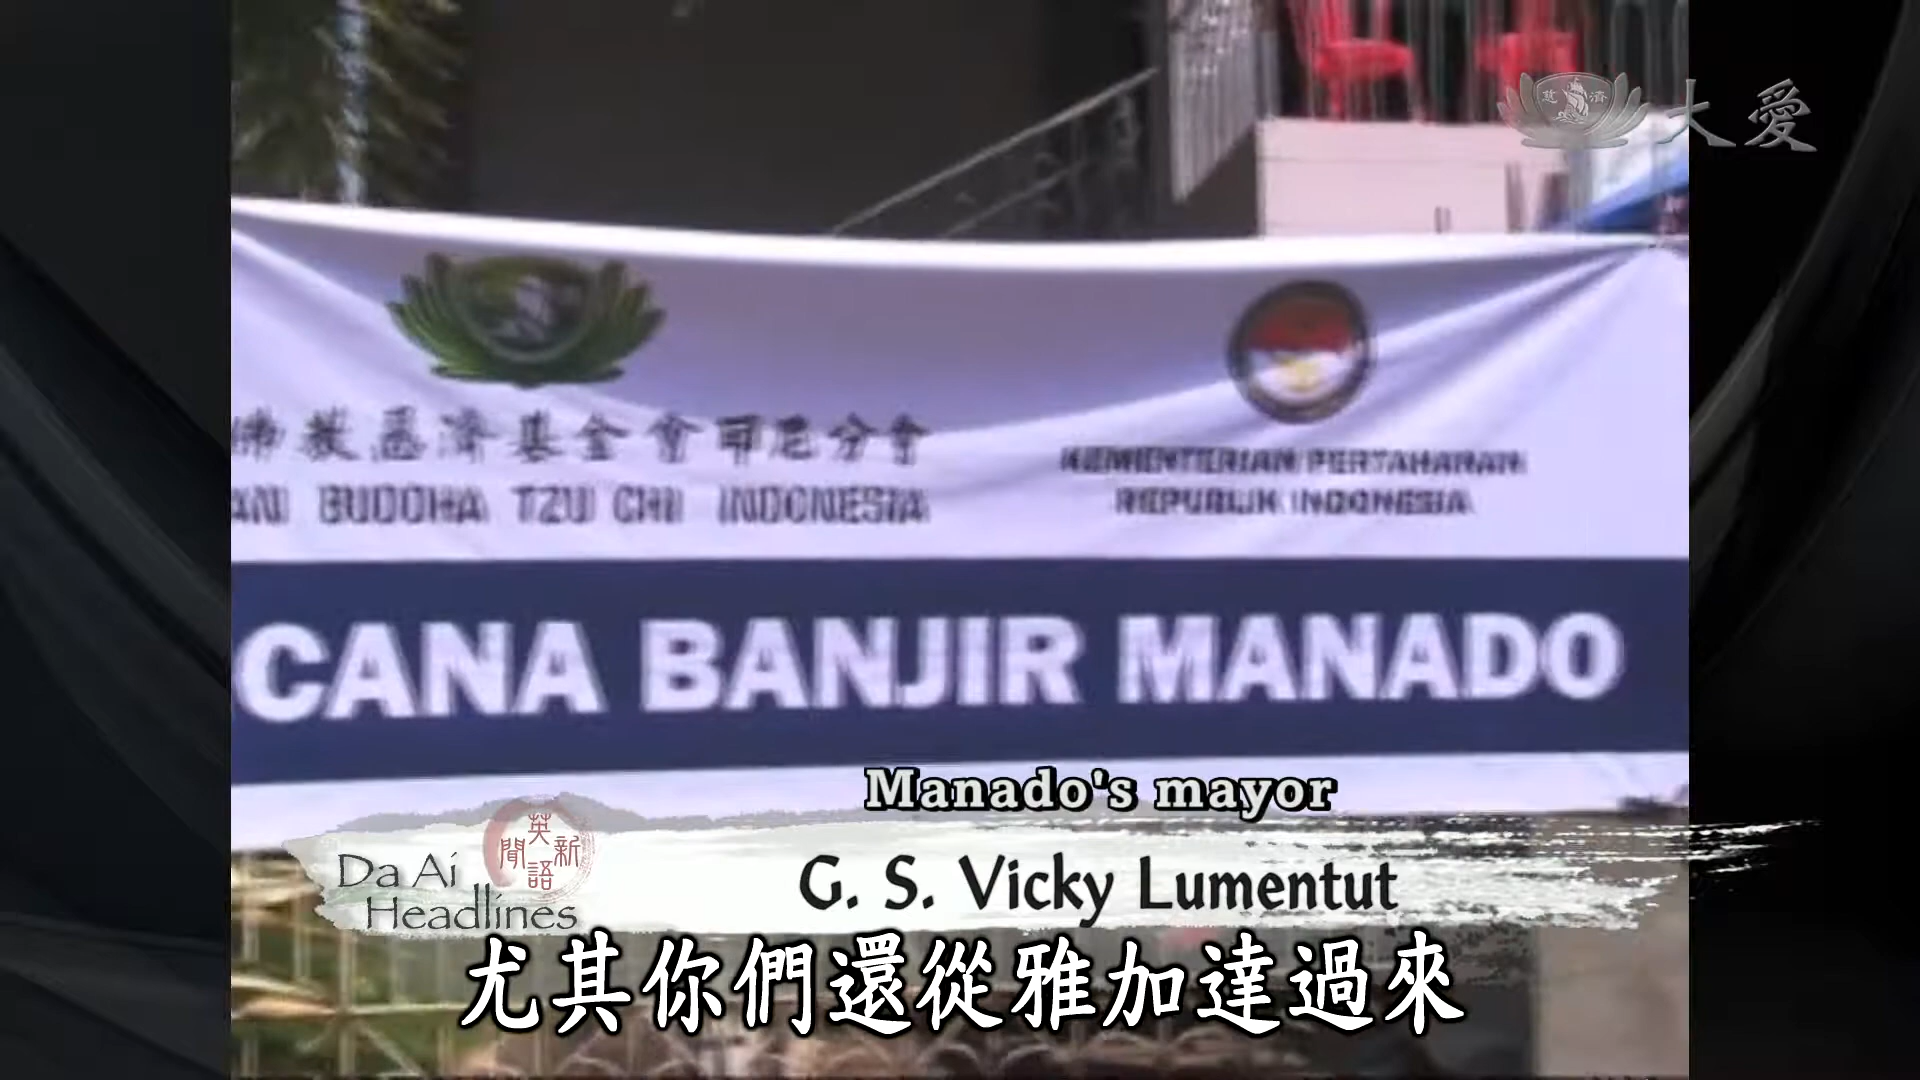 慈濟
大愛
佛教慈濟基金會印尼分會
BUDDHA TZU CHI INDONESIA
KEMENTERIAN PERTAHANAN
REPUBLIK INDONESIA
CANA BANJIR MANADO
Manado's mayor
英語新聞
Da Ai
Headlines
G. S. Vicky Lumentut
尤其你們還從雅加達過來